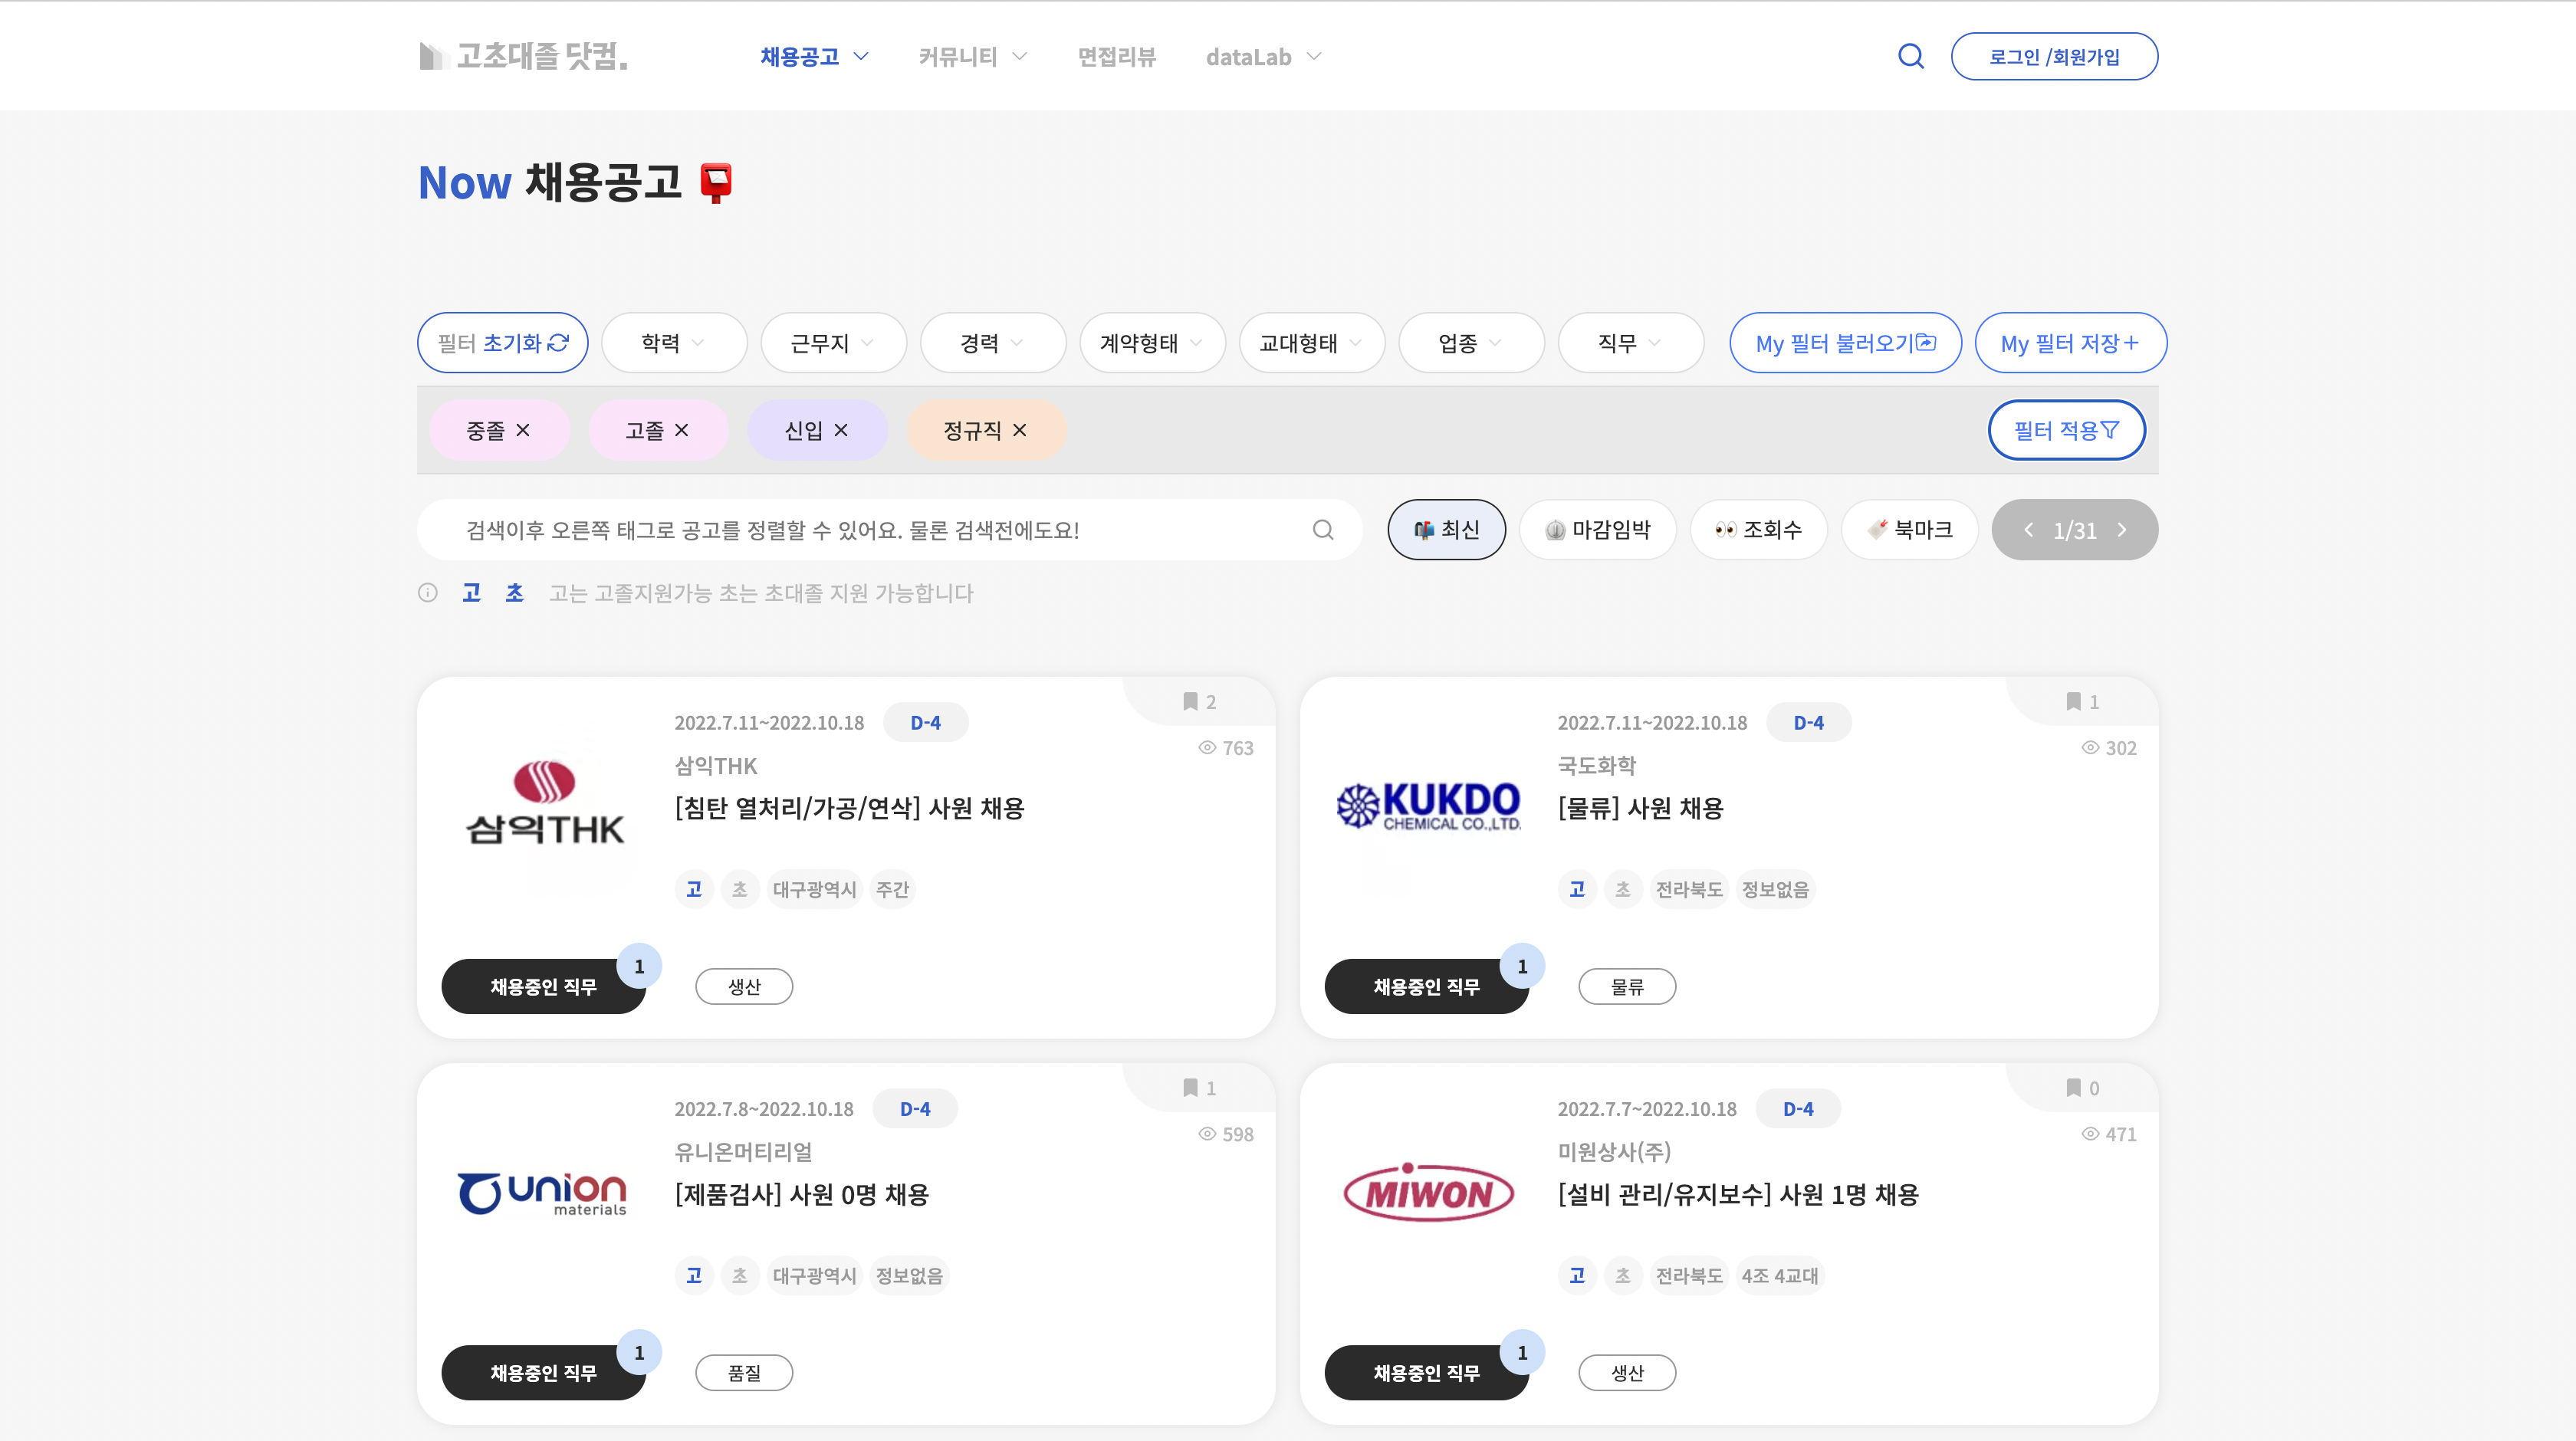 고초대졸 닷컴.
채용공고
커뮤니티
면접리뷰
dataLab
로그인 /회원가입
Now 채용공고
필터 초기화
학력
근무지
경력
계약형태
교대형태
업종
직무
My 필터 불러오기
My 필터 저장
중졸
고졸
신입
정규직
필터 적용
검색이후 오른쪽 태그로 공고를 정렬할 수 있어요. 물론 검색전에도요!
최신
마감임박
조회수
북마크
1/31
고 초 고는 고졸지원가능 초는 초대졸 지원 가능합니다
2
2022.7.11~2022.10.18 D-4
763
삼익THK
[침탄 열처리/가공/연삭] 사원 채용
삼익THK
고 초 대구광역시 주간
채용중인 직무 1
생산
1
2022.7.11~2022.10.18 D-4
302
국도화학
[물류] 사원 채용
KUKDO
CHEMICAL CO.,LTD.
고 초 전라북도 정보없음
채용중인 직무 1
물류
1
2022.7.8~2022.10.18 D-4
598
유니온머티리얼
[제품검사] 사원 0명 채용
union
materials
고 초 대구광역시 정보없음
채용중인 직무 1
품질
0
2022.7.7~2022.10.18 D-4
471
미원상사(주)
[설비 관리/유지보수] 사원 1명 채용
MIWON
고 초 전라북도 4조 4교대
채용중인 직무 1
생산